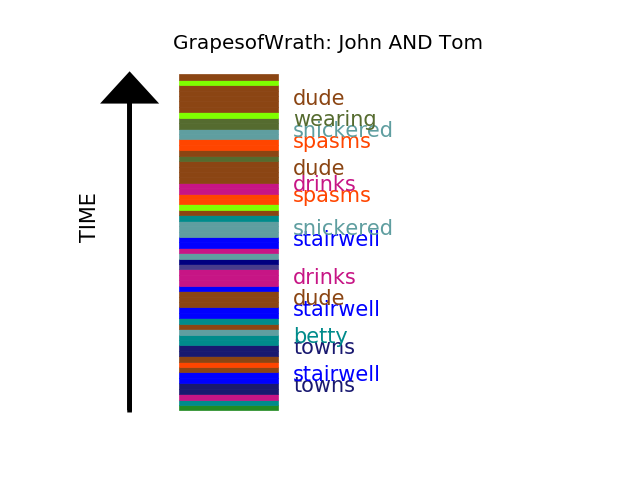 GrapesofWrath: John AND Tom
dude
wearing
snickered
spasms
dude
drinks
spasms
snickered
stairwell
drinks
dude
stairwell
betty
towns
stairwell
towns
TIME